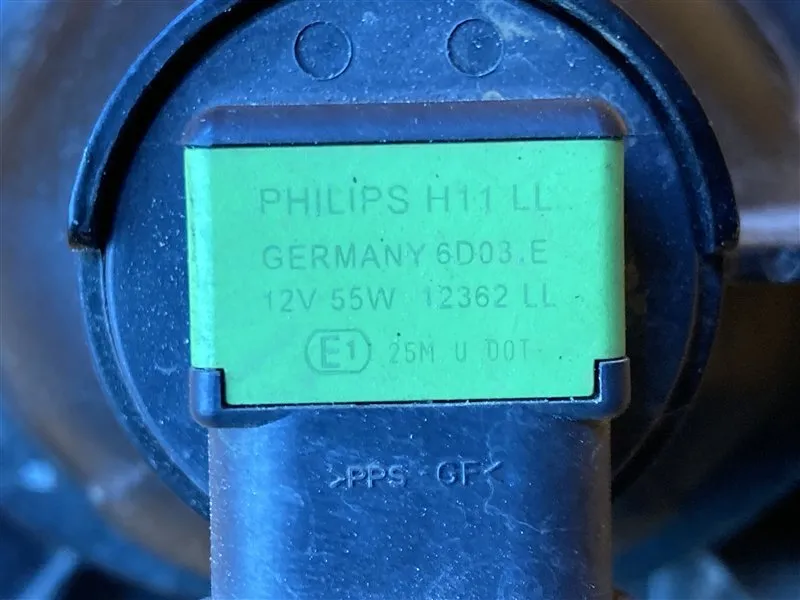 PHILIPS H11 LL
GERMANY 6D03.E
12V 55W 12362 LL
E1 25M U DOT
>PPS-GF<